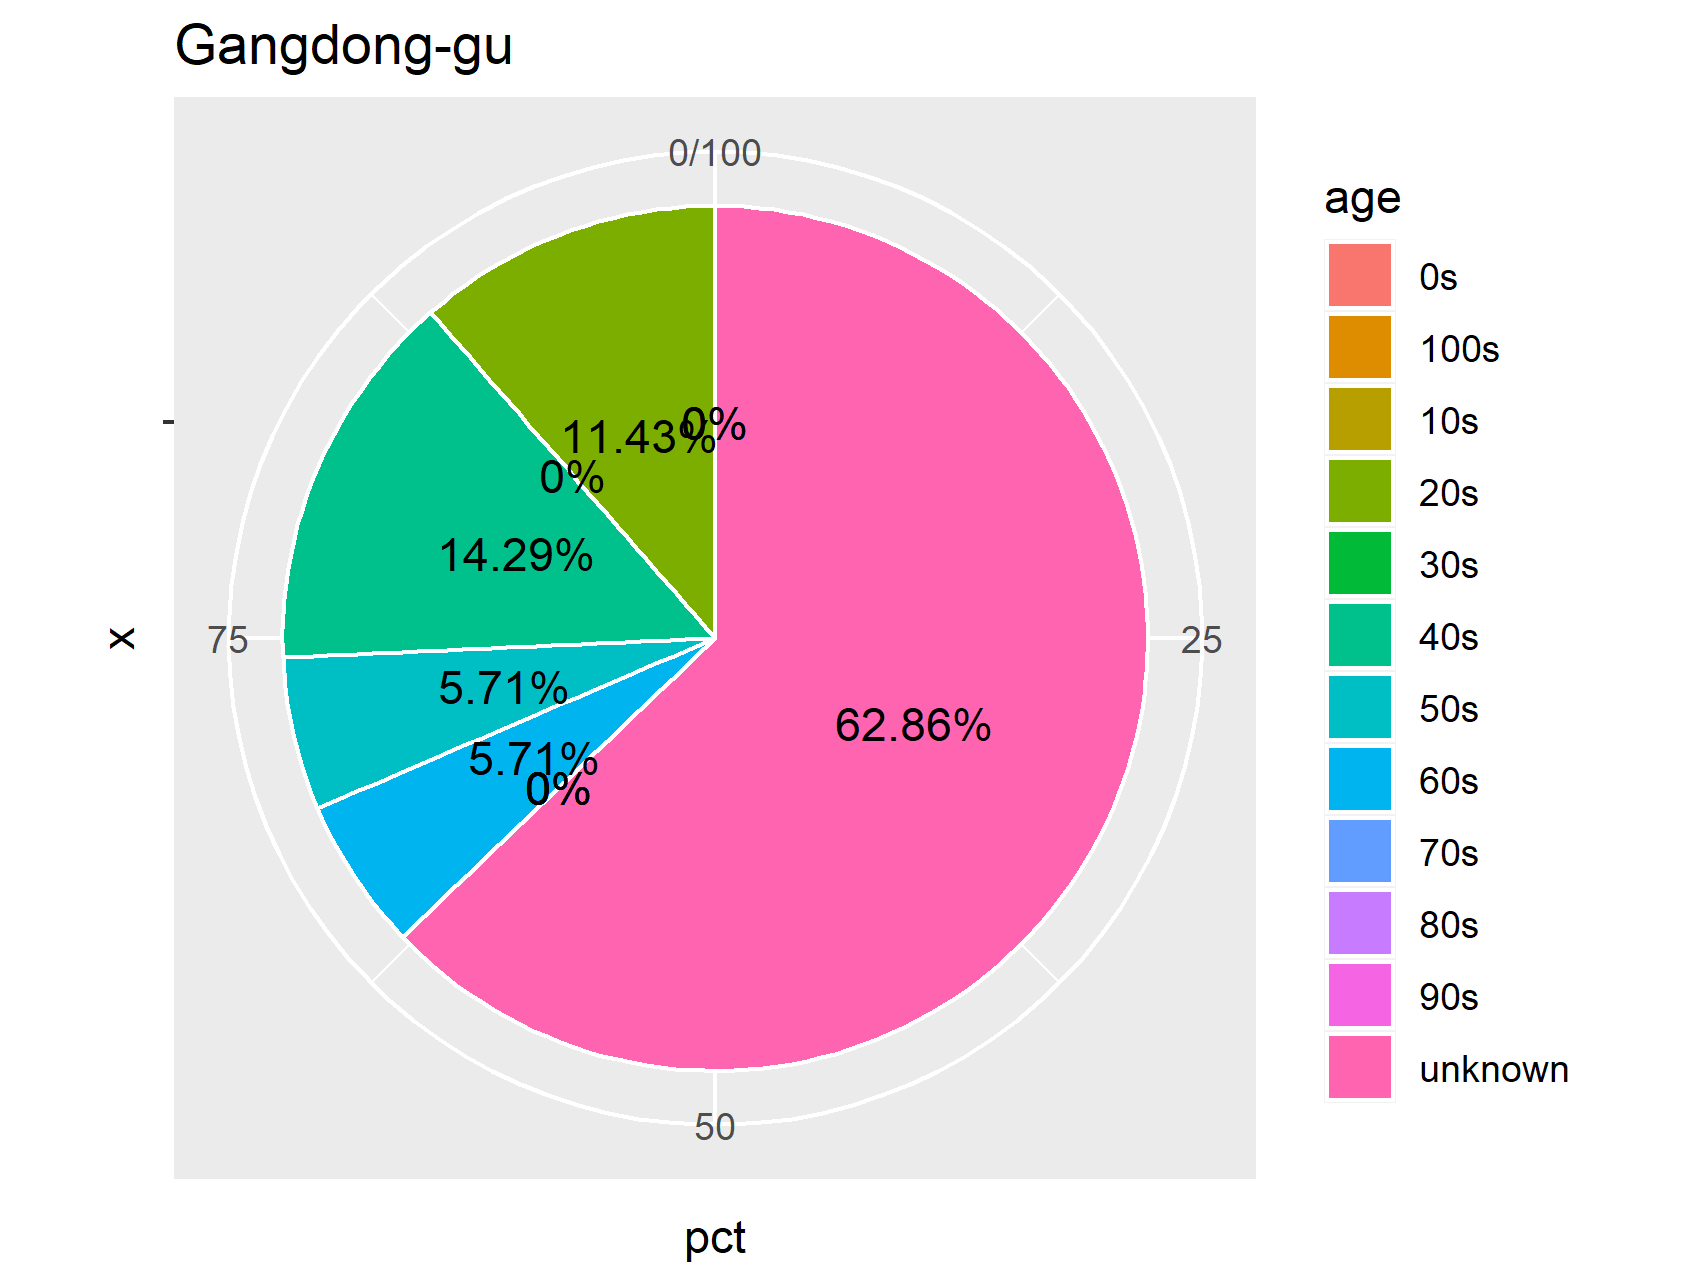 Gangdong-gu
0/100
11.43%
0%
0%
14.29%
75
25
5.71%
62.86%
5.71%
0%
50
x
pct
age
0s
100s
10s
20s
30s
40s
50s
60s
70s
80s
90s
unknown